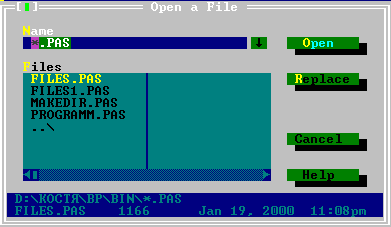 Open a File
Name
*.PAS
Open
Files
FILES.PAS
FILES1.PAS
MAKEDIR.PAS
PROGRAMM.PAS
..\
Replace
Cancel
Help
D:\КОСТЯ\BP\BIN\*.PAS
FILES.PAS 1166 Jan 19, 2000 11:08pm